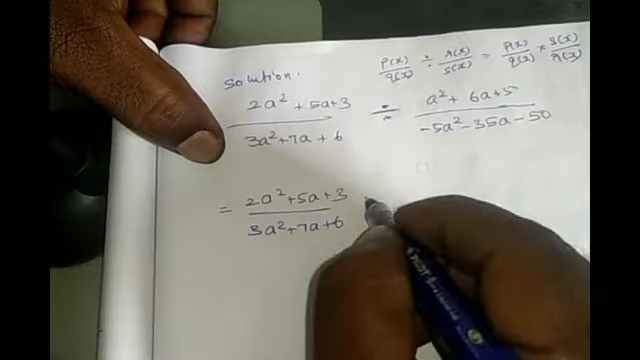 Solution.
P(x)/q(x) ÷ r(x)/s(x) = P(x)/q(x) × s(x)/r(x)
2a² + 5a+3 / 3a²+7a+6 ÷ a² + 6a+5 / -5a²-35a-50
= 2a²+5a+3 / 3a²+7a+6
PILOT